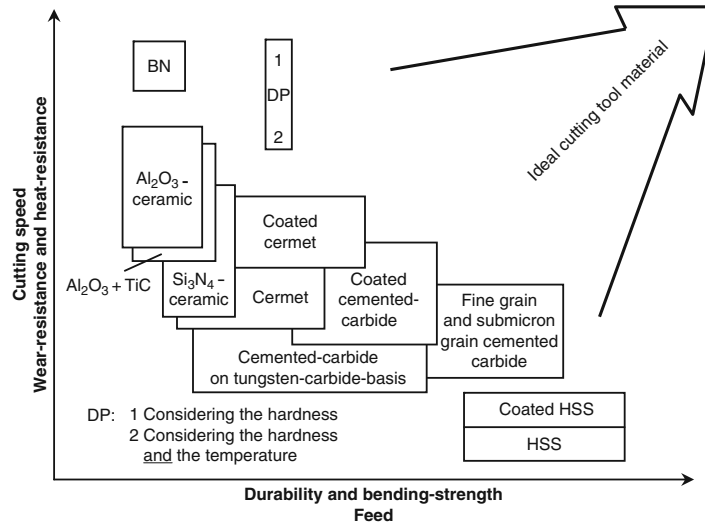 Cutting speed
Wear-resistance and heat-resistance
BN
1
DP
2
Ideal cutting tool material
Al₂O₃–
ceramic
Coated
cermet
Al₂O₃ + TiC
Si₃N₄–
ceramic
Cermet
Coated
cemented-
carbide
Fine grain
and submicron
grain cemented
carbide
Cemented-carbide
on tungsten-carbide-basis
DP: 1 Considering the hardness
2 Considering the hardness
and the temperature
Coated HSS
HSS
Durability and bending-strength
Feed